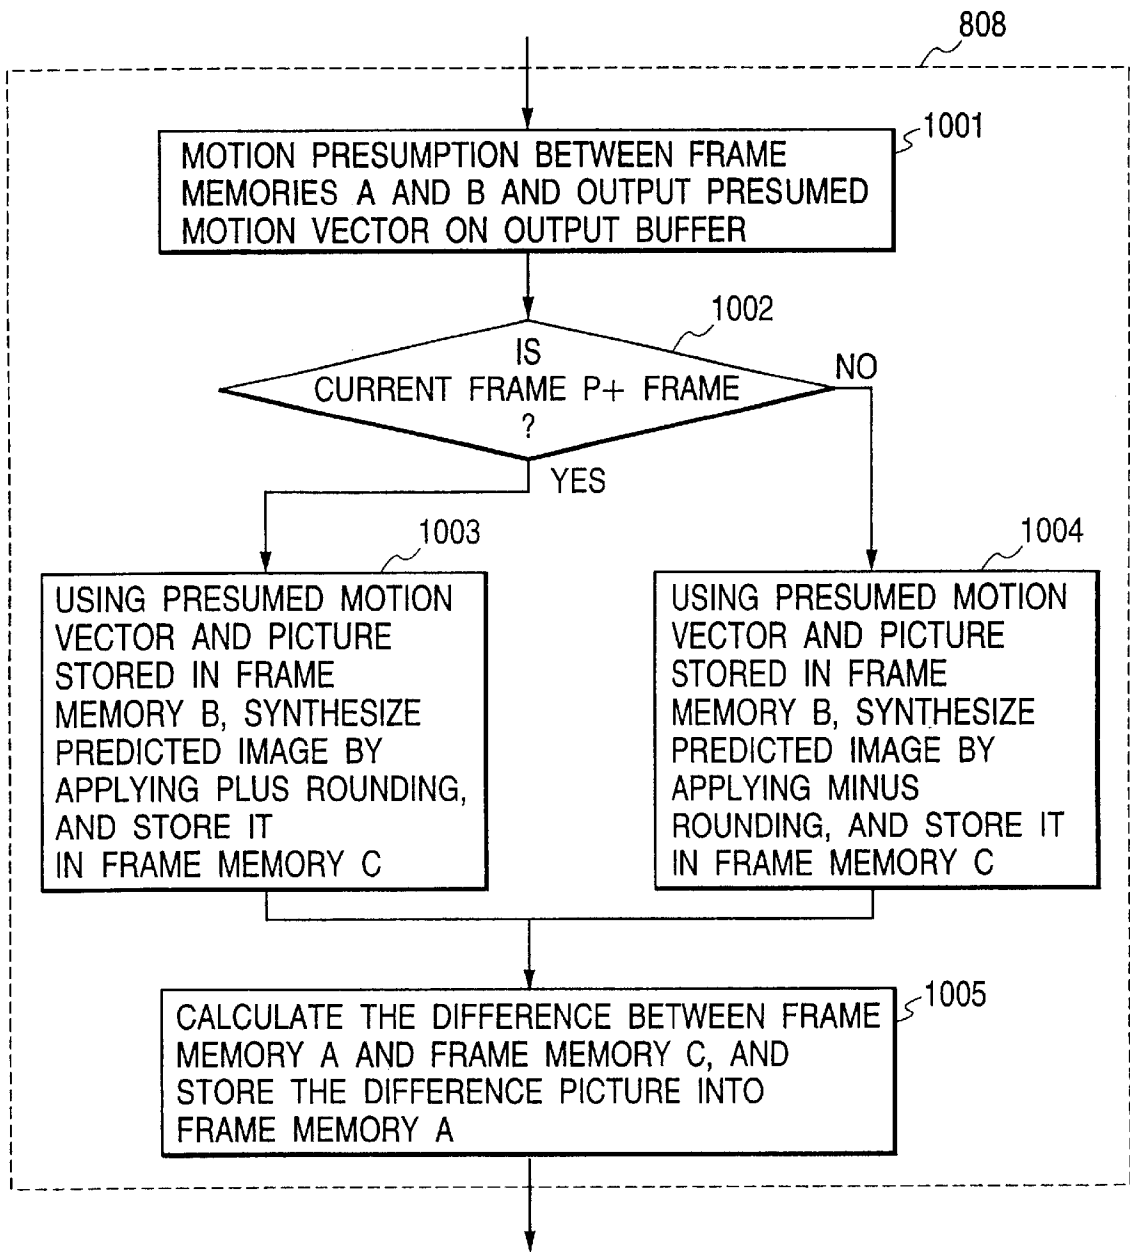 808
1001
MOTION PRESUMPTION BETWEEN FRAME
MEMORIES A AND B AND OUTPUT PRESUMED
MOTION VECTOR ON OUTPUT BUFFER
1002
IS
CURRENT FRAME P+ FRAME
?
NO
YES
1003
USING PRESUMED MOTION
VECTOR AND PICTURE
STORED IN FRAME
MEMORY B, SYNTHESIZE
PREDICTED IMAGE BY
APPLYING PLUS ROUNDING,
AND STORE IT
IN FRAME MEMORY C
1004
USING PRESUMED MOTION
VECTOR AND PICTURE
STORED IN FRAME
MEMORY B, SYNTHESIZE
PREDICTED IMAGE BY
APPLYING MINUS
ROUNDING, AND STORE IT
IN FRAME MEMORY C
1005
CALCULATE THE DIFFERENCE BETWEEN FRAME
MEMORY A AND FRAME MEMORY C, AND
STORE THE DIFFERENCE PICTURE INTO
FRAME MEMORY A